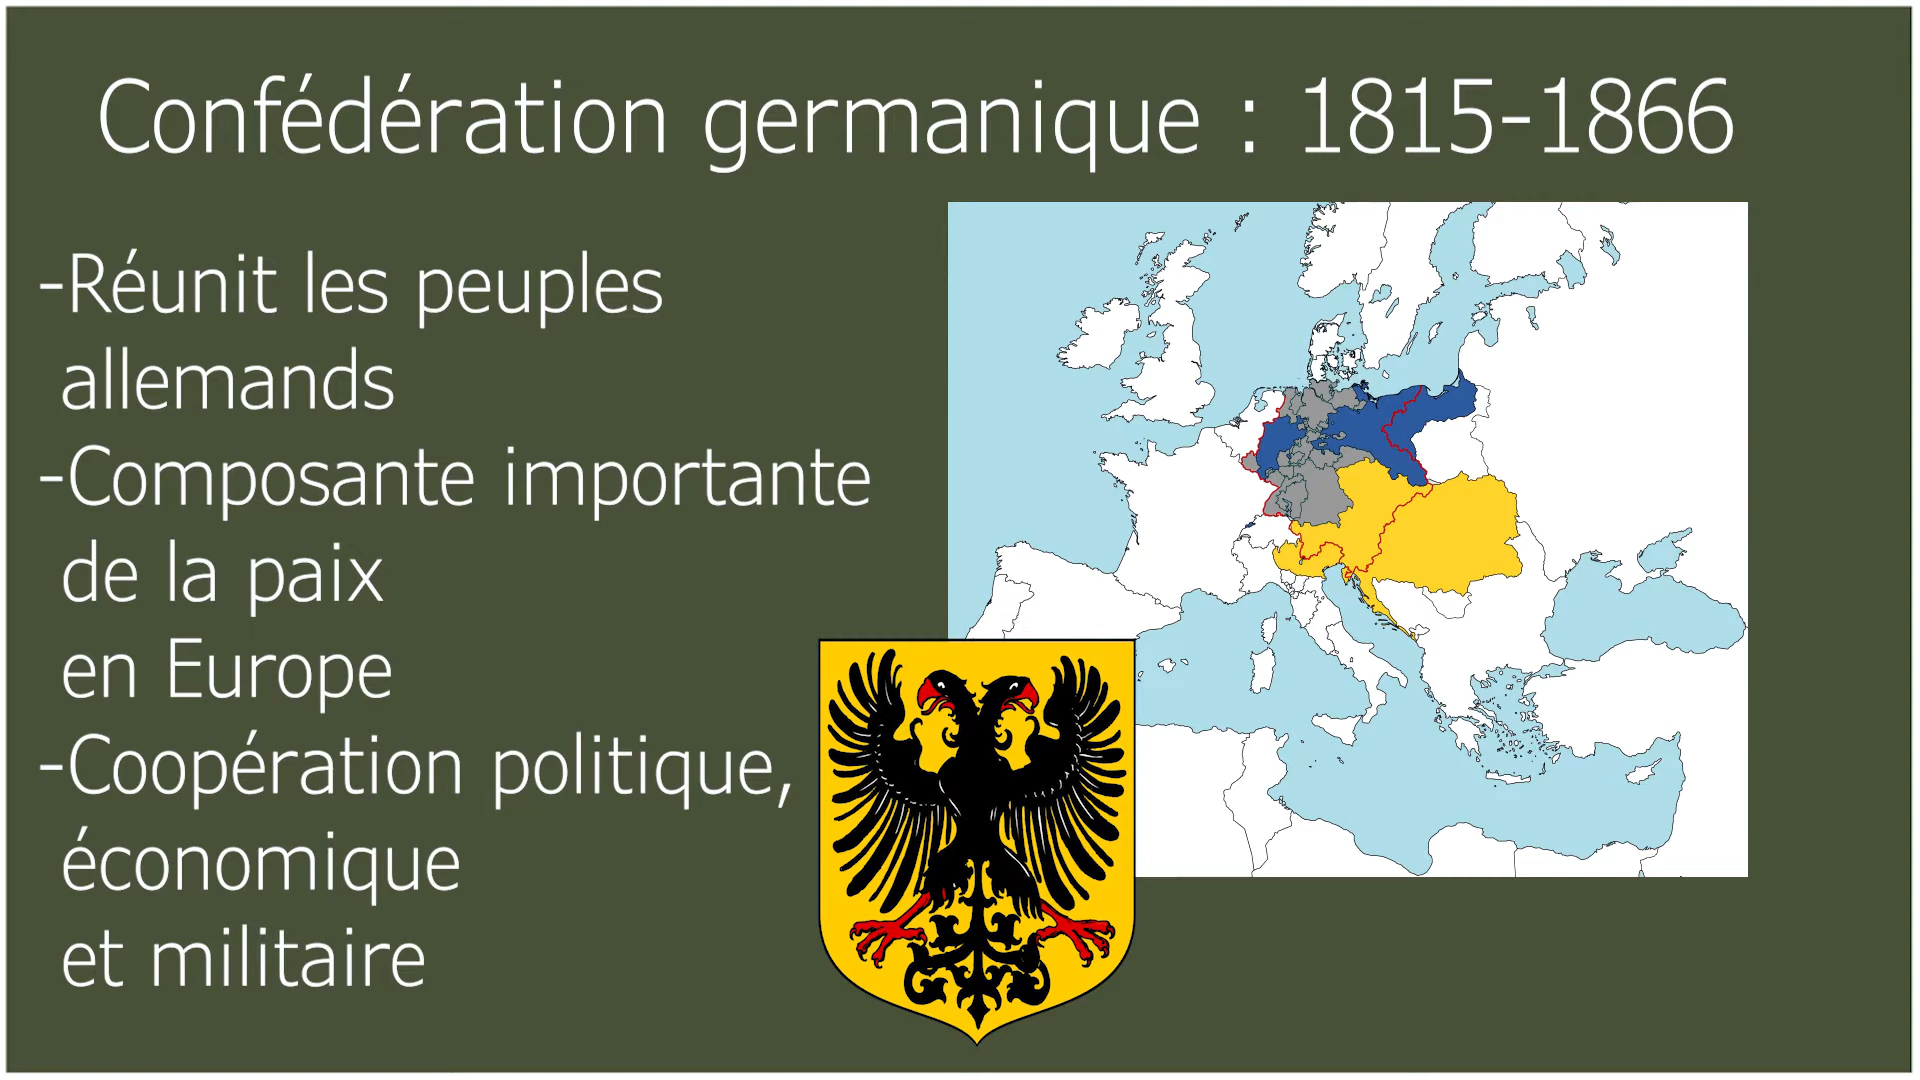 Confédération germanique : 1815-1866
-Réunit les peuples
allemands
-Composante importante
de la paix
en Europe
-Coopération politique,
économique
et militaire